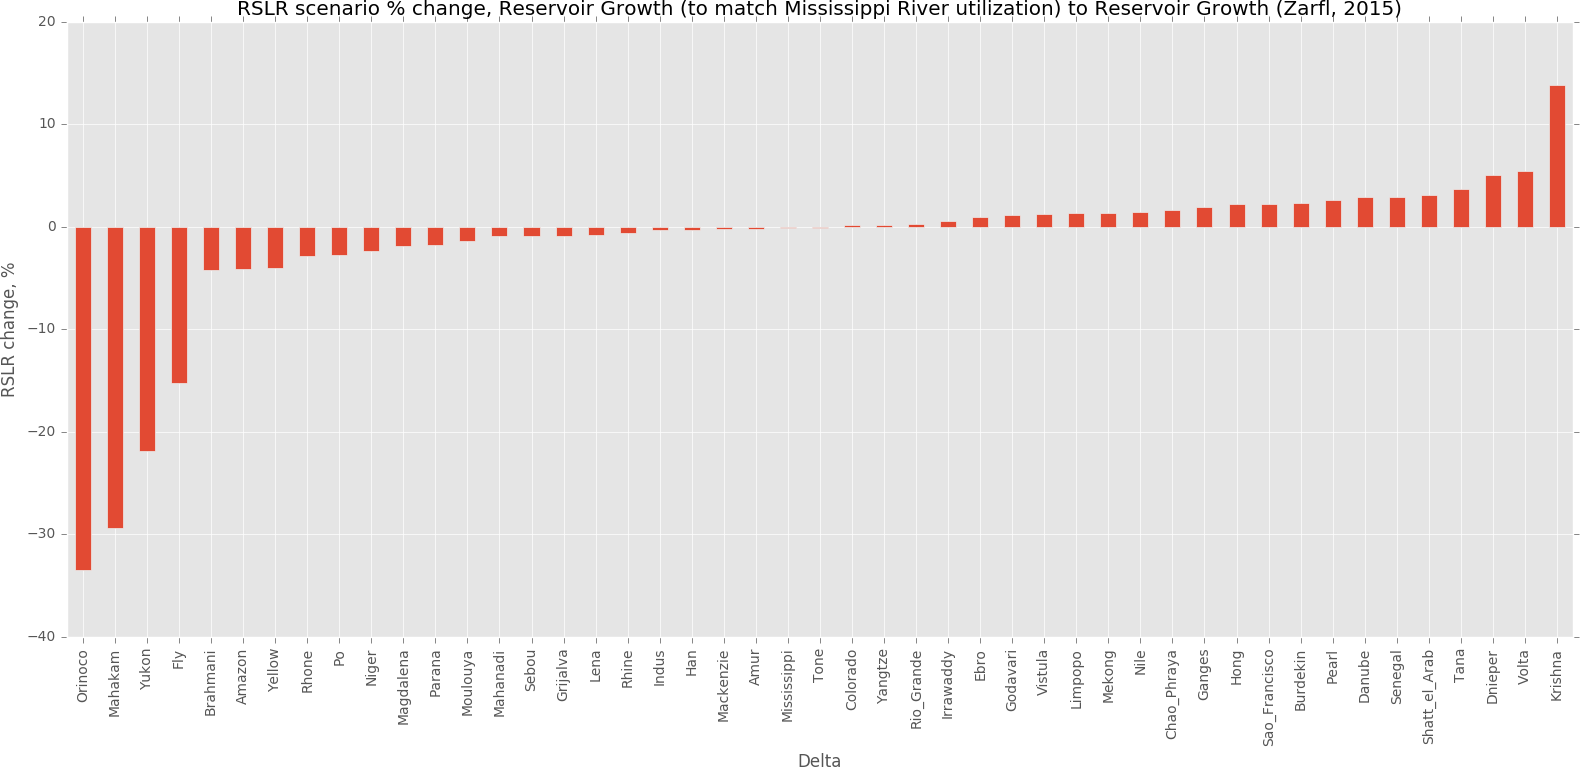 RSLR scenario % change, Reservoir Growth (to match Mississippi River utilization) to Reservoir Growth (Zarfl, 2015)
20
10
0
−10
−20
−30
−40
RSLR change, %
Orinoco
Mahakam
Yukon
Fly
Brahmani
Amazon
Yellow
Rhone
Po
Niger
Magdalena
Parana
Moulouya
Mahanadi
Sebou
Grijalva
Lena
Rhine
Indus
Han
Mackenzie
Amur
Mississippi
Tone
Colorado
Yangtze
Rio_Grande
Irrawaddy
Ebro
Godavari
Vistula
Limpopo
Mekong
Nile
Chao_Phraya
Ganges
Hong
Sao_Francisco
Burdekin
Pearl
Danube
Senegal
Shatt_el_Arab
Tana
Dnieper
Volta
Krishna
Delta